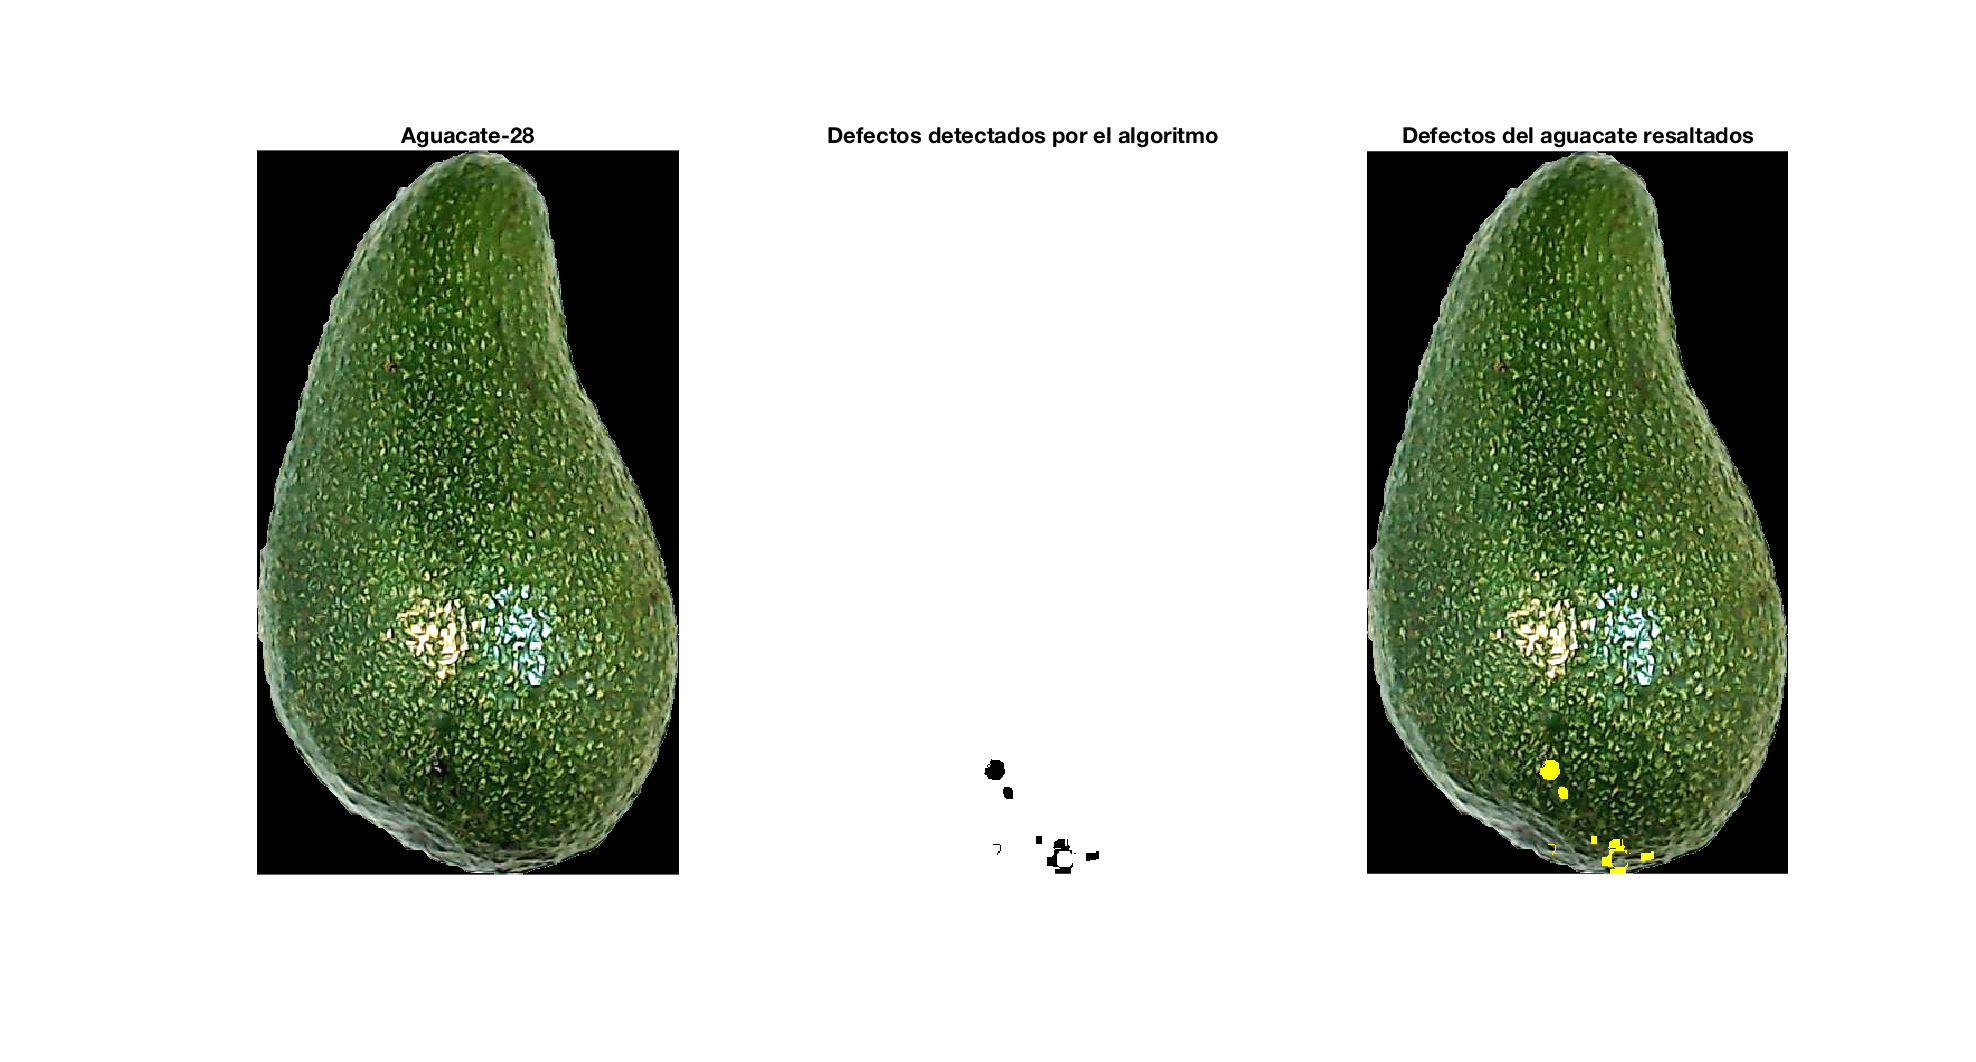 Aguacate-28
Defectos detectados por el algoritmo
Defectos del aguacate resaltados